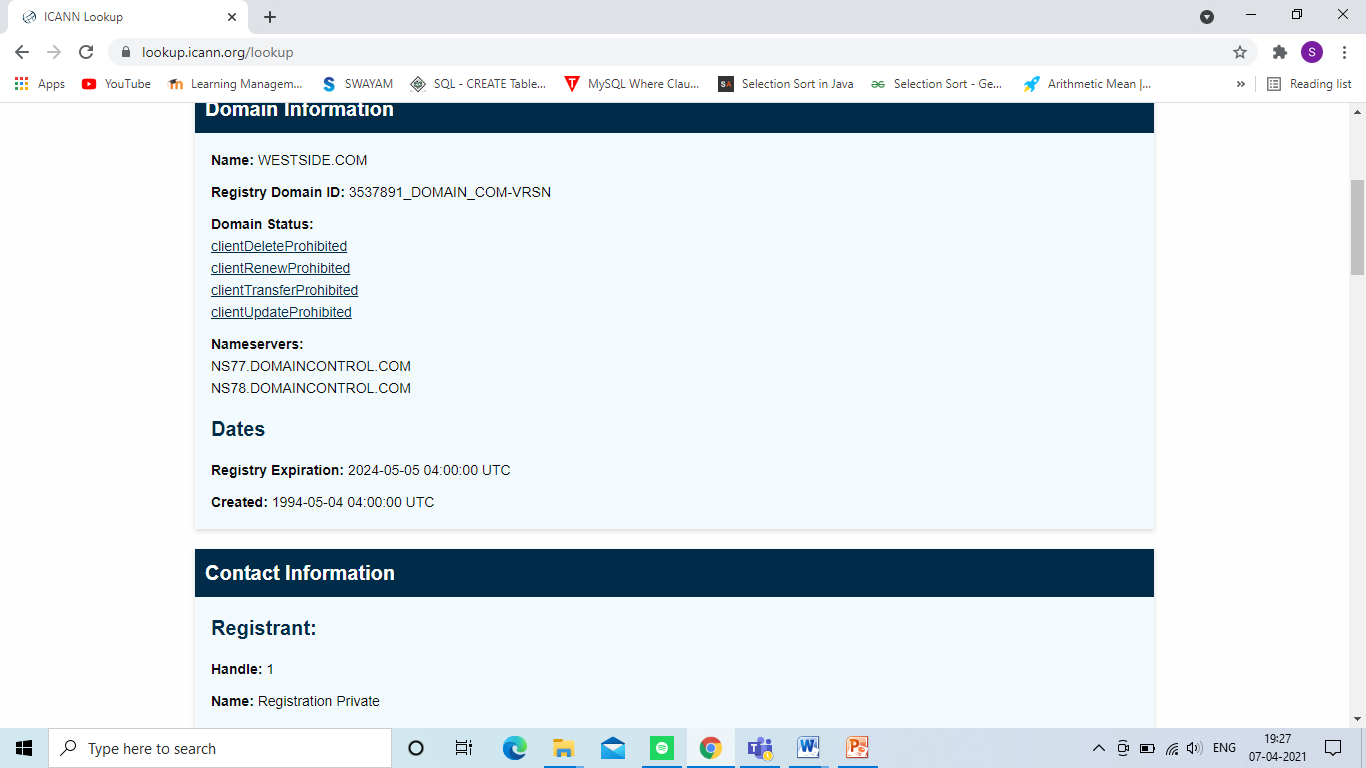 ICANN Lookup
lookup.icann.org/lookup
S
Apps
YouTube
Learning Managem...
SWAYAM
SQL - CREATE Table...
MySQL Where Clau...
Selection Sort in Java
Selection Sort - Ge...
Arithmetic Mean |...
»
Reading list
Domain Information
Name: WESTSIDE.COM
Registry Domain ID: 3537891_DOMAIN_COM-VRSN
Domain Status:
clientDeleteProhibited
clientRenewProhibited
clientTransferProhibited
clientUpdateProhibited
Nameservers:
NS77.DOMAINCONTROL.COM
NS78.DOMAINCONTROL.COM
Dates
Registry Expiration: 2024-05-05 04:00:00 UTC
Created: 1994-05-04 04:00:00 UTC
Contact Information
Registrant:
Handle: 1
Name: Registration Private
Type here to search
ENG
19:27
07-04-2021